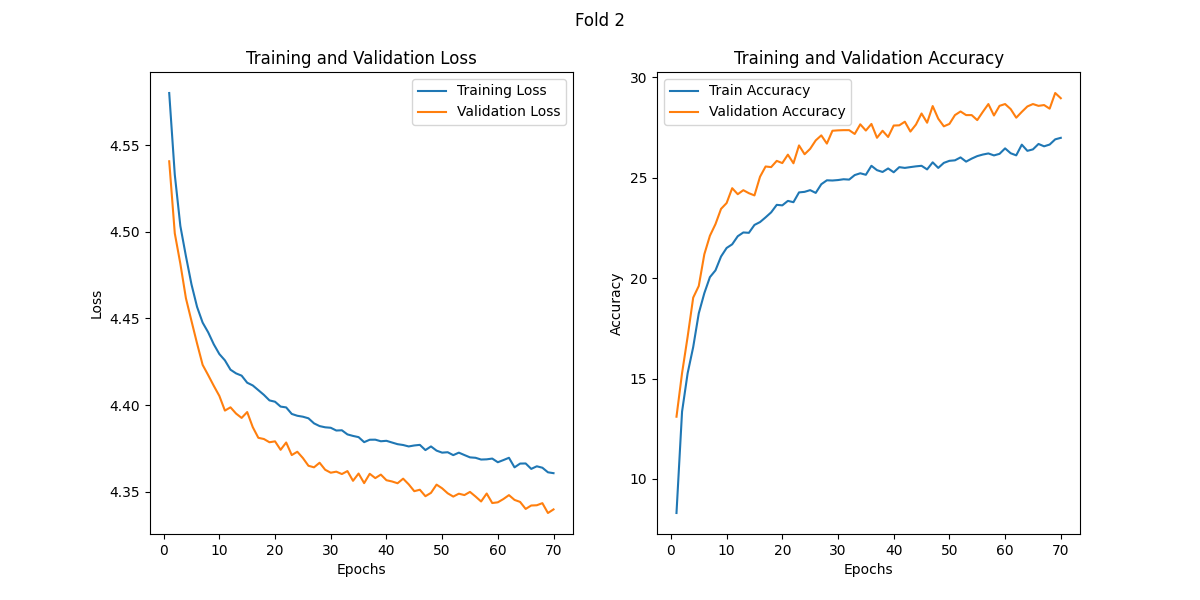 Fold 2
Training and Validation Loss
Training Loss
Validation Loss
4.55
4.50
4.45
4.40
4.35
Loss
0 10 20 30 40 50 60 70
Epochs
Training and Validation Accuracy
Train Accuracy
Validation Accuracy
30
25
20
15
10
Accuracy
0 10 20 30 40 50 60 70
Epochs